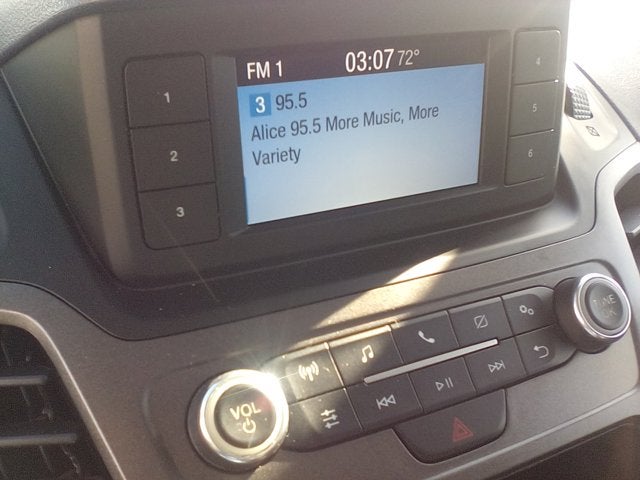 FM 1 03:07 72°
3 95.5
Alice 95.5 More Music, More
Variety
1
2
3
4
5
6
VOL
TUNE
OK